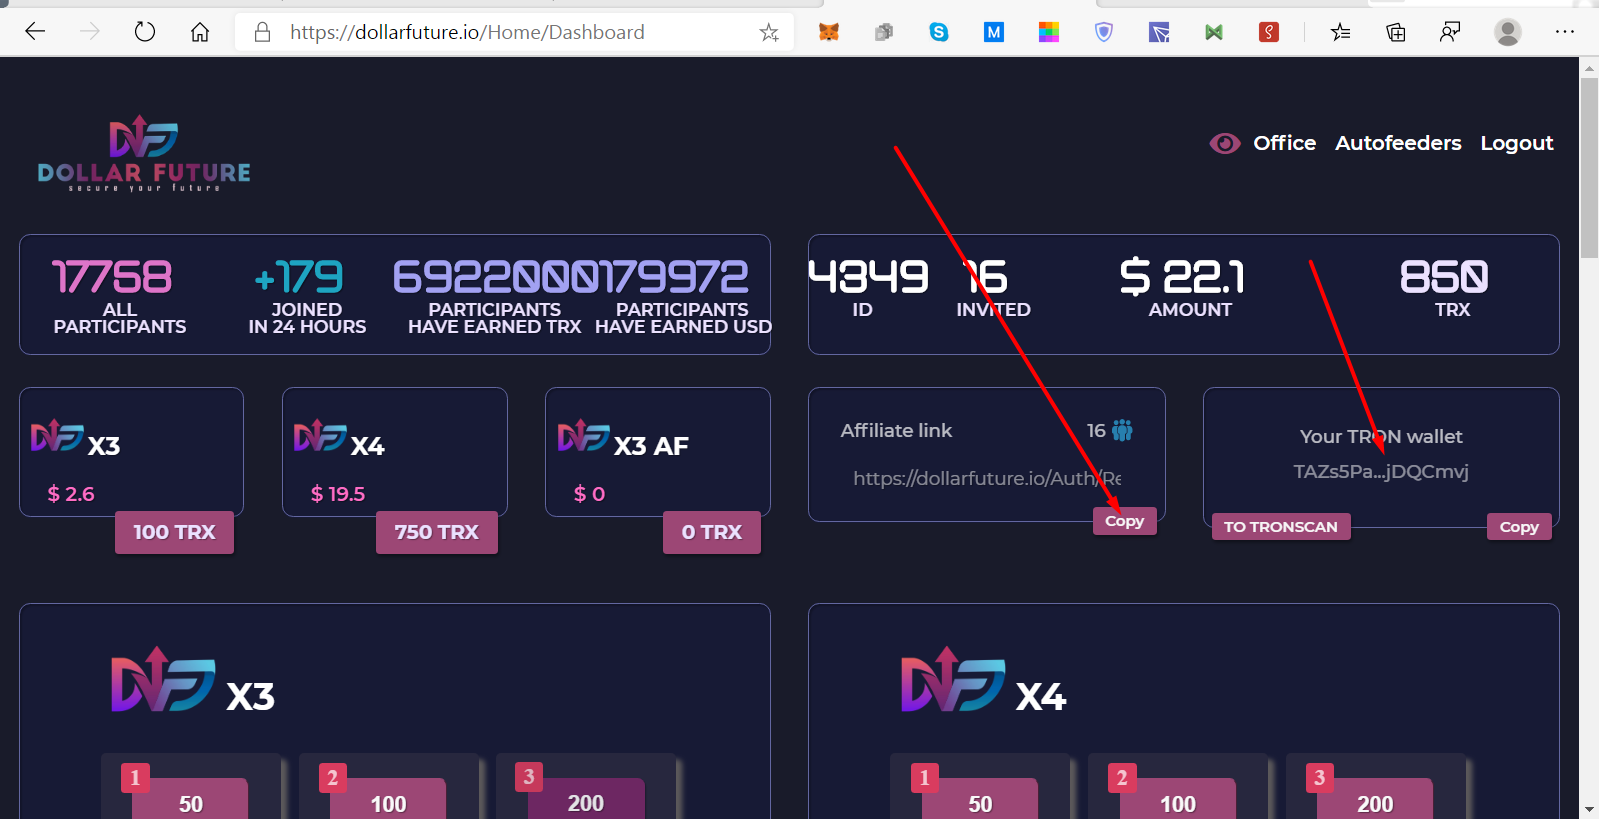 https://dollarfuture.io/Home/Dashboard
DOLLAR FUTURE
secure your future
Office Autofeeders Logout
17768
ALL
PARTICIPANTS
+179
JOINED
IN 24 HOURS
6922000
PARTICIPANTS
HAVE EARNED TRX
179972
PARTICIPANTS
HAVE EARNED USD
4349
ID
16
INVITED
$ 22.1
AMOUNT
850
TRX
X3
$ 2.6
100 TRX
X4
$ 19.5
750 TRX
X3 AF
$ 0
0 TRX
Affiliate link 16
https://dollarfuture.io/Auth/Re
Copy
Your TRON wallet
TAZs5Pa...jDQCmvj
TO TRONSCAN Copy
X3
1 2 3
50 100 200
X4
1 2 3
50 100 200